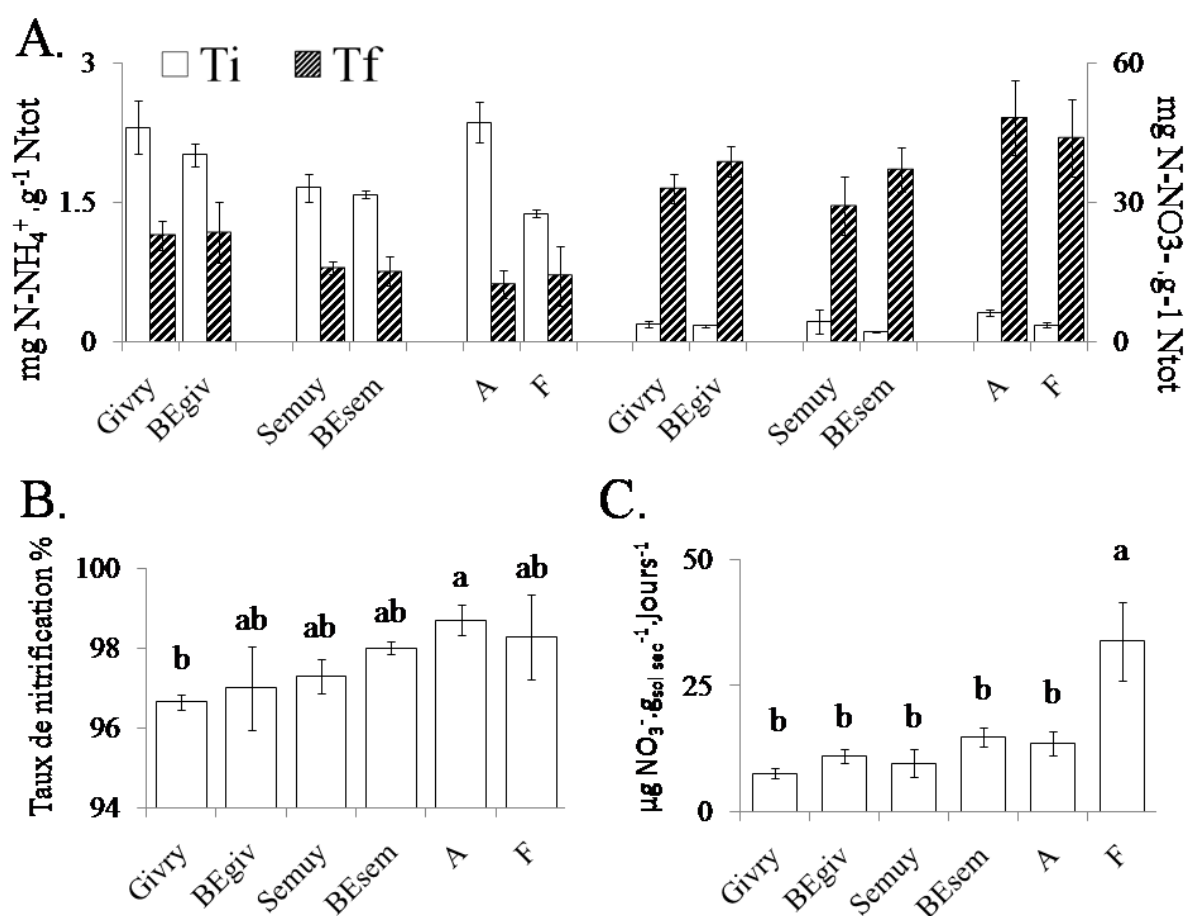 A.
Ti Tf
3
1.5
0
mg N-NH₄⁺.g⁻¹ Ntot
60
30
0
mg N-NO3-.g-1 Ntot
Givry BEgiv Semuy BEsem A F Givry BEgiv Semuy BEsem A F
B.
Taux de nitrification %
100
98
96
94
b ab ab ab a ab
Givry BEgiv Semuy BEsem A F
C.
µg NO₃⁻.g sol sec⁻¹.Jours⁻¹
50
25
0
b b b b b a
Givry BEgiv Semuy BEsem A F